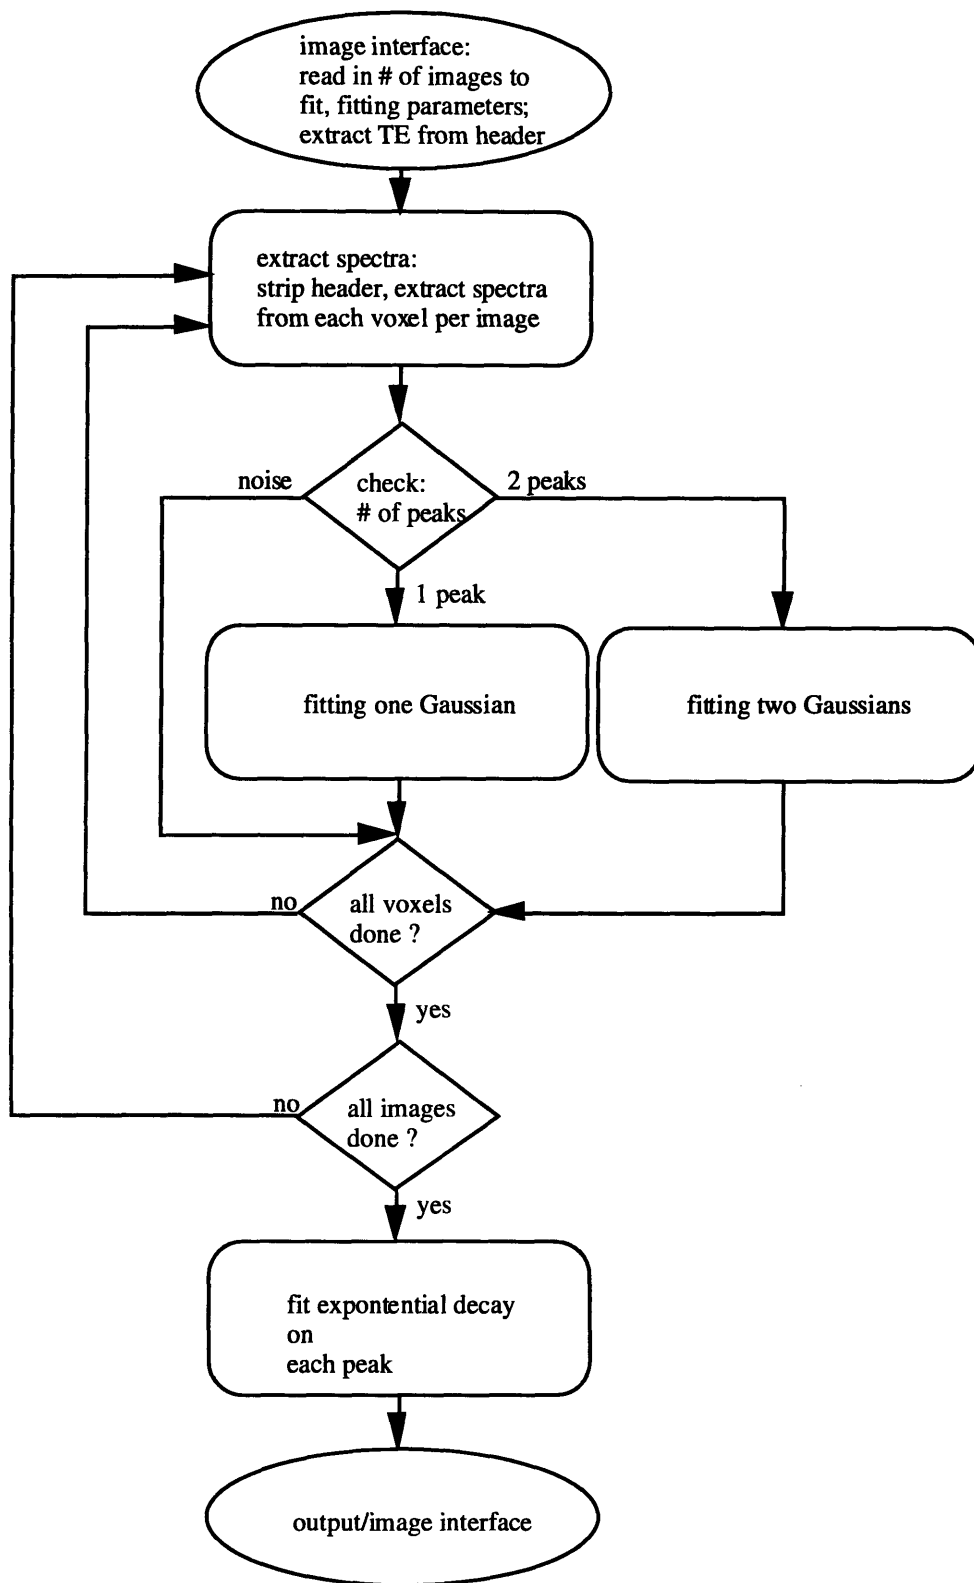 image interface:
read in # of images to
fit, fitting parameters;
extract TE from header
extract spectra:
strip header, extract spectra
from each voxel per image
noise
check:
# of peaks
2 peaks
1 peak
fitting one Gaussian
fitting two Gaussians
no
all voxels
done ?
yes
no
all images
done ?
yes
fit expontential decay
on
each peak
output/image interface